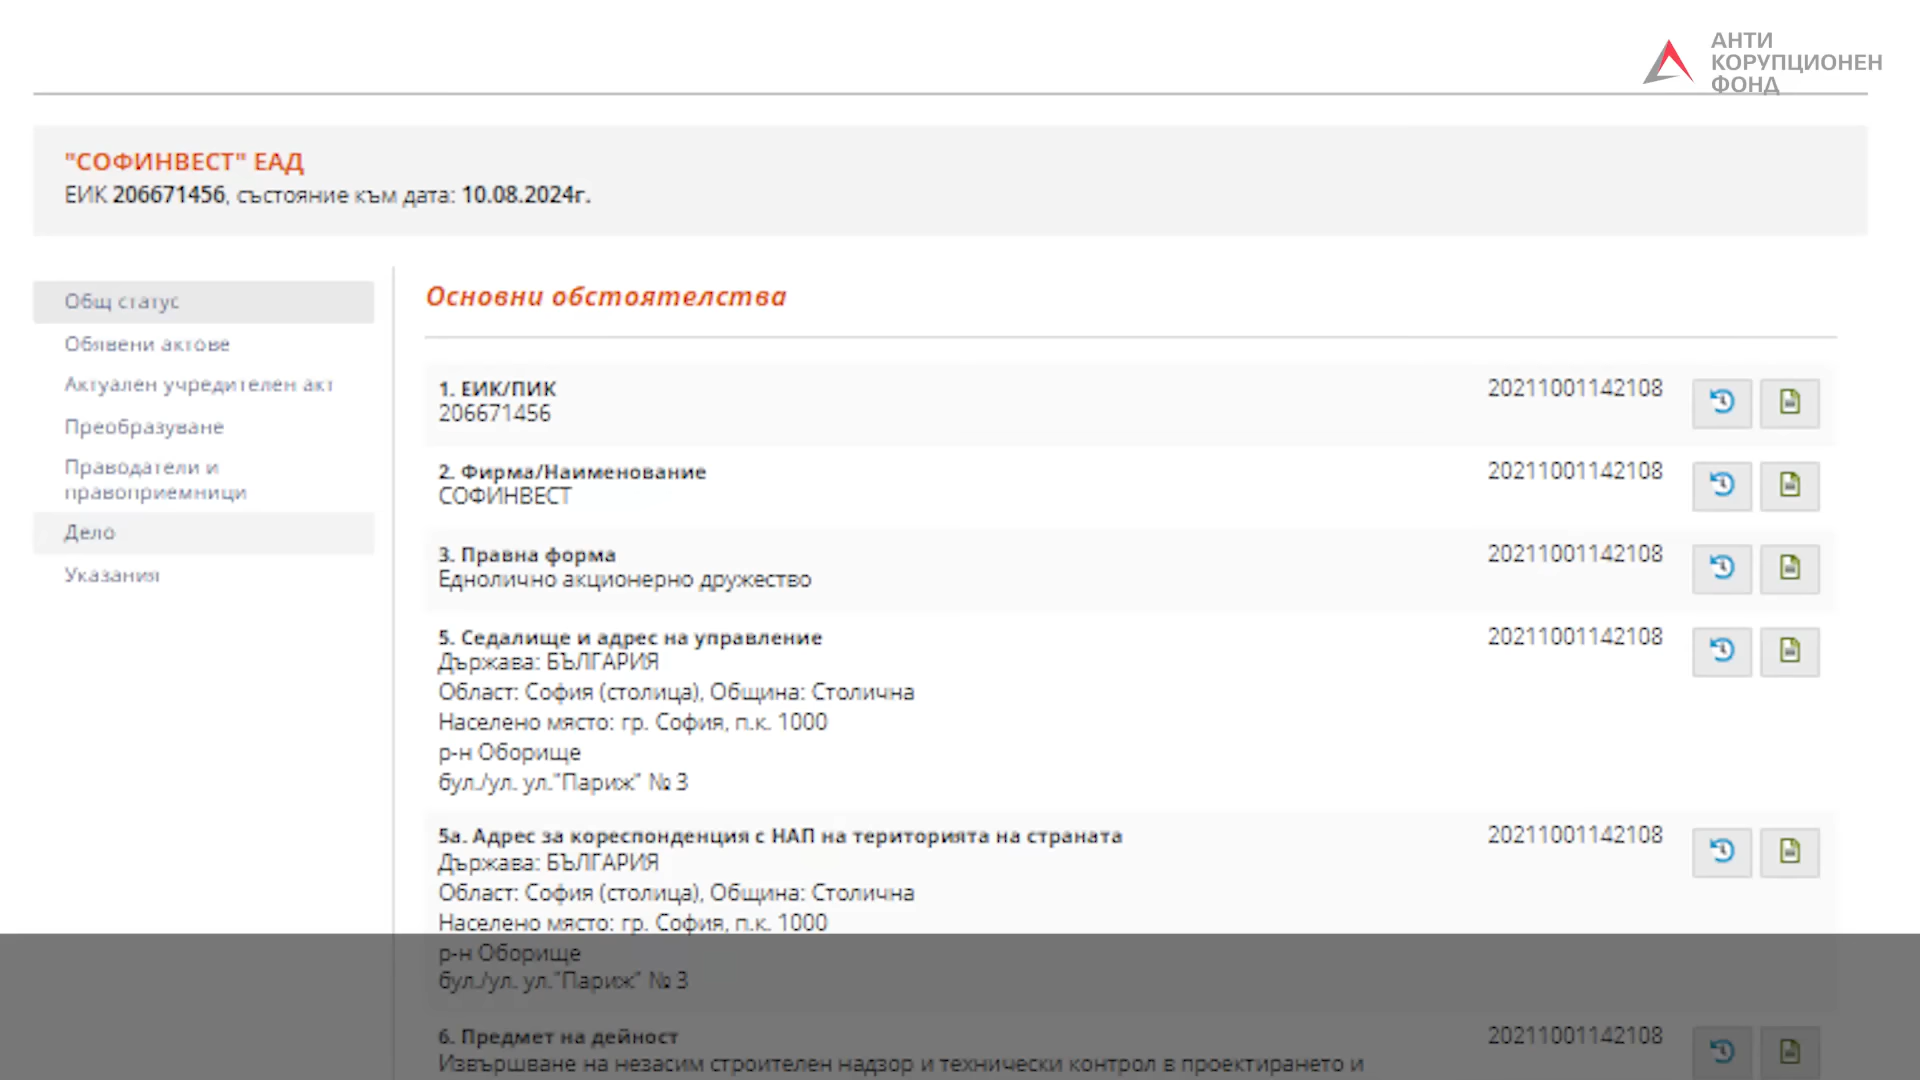 АНТИ
КОРУПЦИОНЕН
ФОНД
"СОФИНВЕСТ" ЕАД
ЕИК 206671456, състояние към дата: 10.08.2024г.
Общ статус
Обявени актове
Актуален учредителен акт
Преобразуване
Праводатели и
правоприемници
Дело
Указания
Основни обстоятелства
1. ЕИК/ПИК
20211001142108
206671456
2. Фирма/Наименование
20211001142108
СОФИНВЕСТ
3. Правна форма
20211001142108
Еднолично акционерно дружество
5. Седалище и адрес на управление
20211001142108
Държава: БЪЛГАРИЯ
Област: София (столица), Община: Столична
Населено място: гр. София, п.к. 1000
р-н Оборище
бул./ул. ул."Париж" № 3
5а. Адрес за кореспонденция с НАП на територията на страната
20211001142108
Държава: БЪЛГАРИЯ
Област: София (столица), Община: Столична
Населено място: гр. София, п.к. 1000
р-н Оборище
бул./ул. ул."Париж" № 3
6. Предмет на дейност
20211001142108
Извършване на незасим строителен надзор и технически контрол в проектирането и